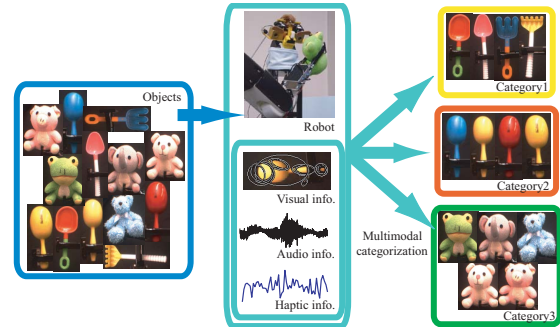 Objects
Robot
Visual info.
Audio info.
Haptic info.
Multimodal
categorization
Category1
Category2
Category3